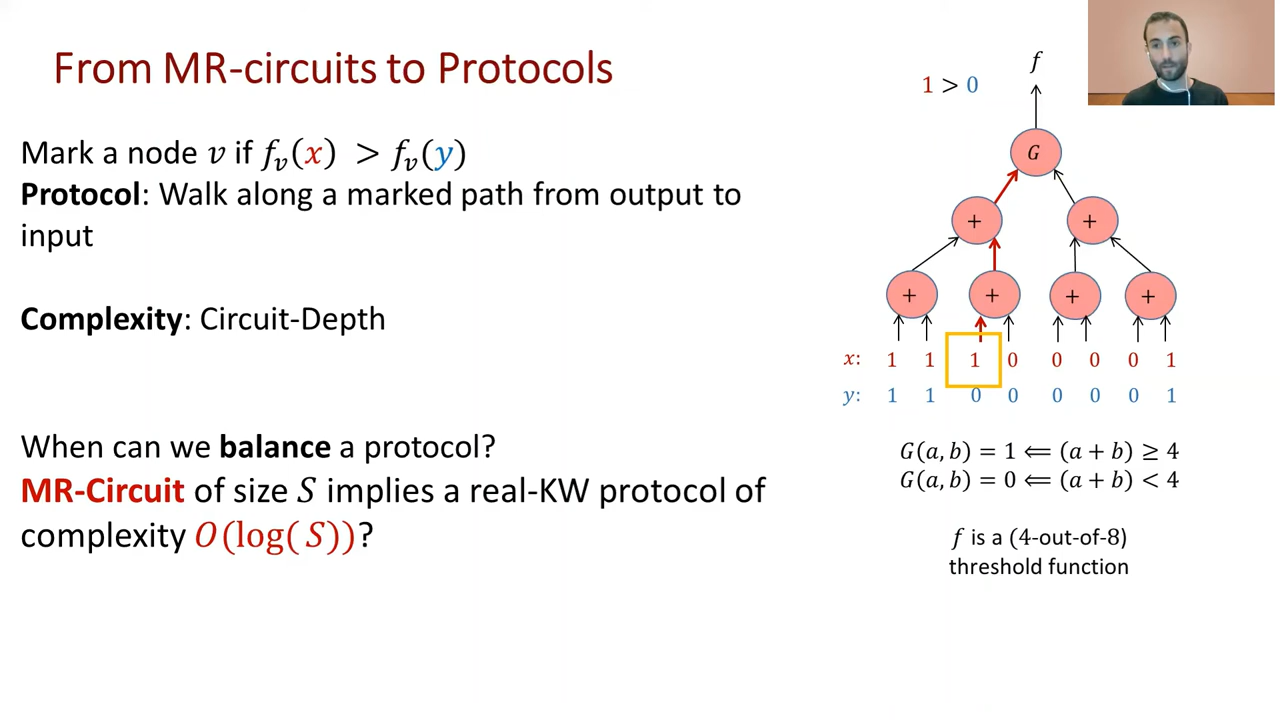 From MR-circuits to Protocols
Mark a node v if f_v(x) > f_v(y)
Protocol: Walk along a marked path from output to
input
Complexity: Circuit-Depth
When can we balance a protocol?
MR-Circuit of size S implies a real-KW protocol of
complexity O(log(S))?
f
1 > 0
G
+ +
+ + + +
x: 1 1 1 0 0 0 0 1
y: 1 1 0 0 0 0 0 1
G(a, b) = 1 ⟸ (a + b) ≥ 4
G(a, b) = 0 ⟸ (a + b) < 4
f is a (4-out-of-8)
threshold function